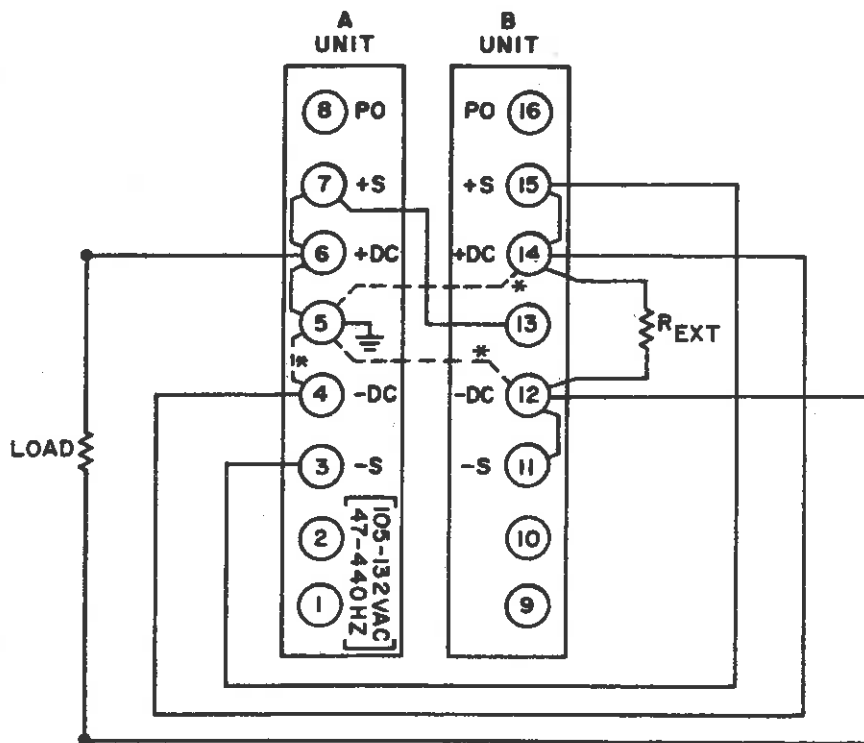 A
UNIT
B
UNIT
8 PO
PO 16
7 +S
+S 15
6 +DC
+DC 14
*
5
13
R EXT
1*
*
4 -DC
-DC 12
LOAD
3 -S
-S 11
2
10
1
9
105-132VAC
47-440HZ